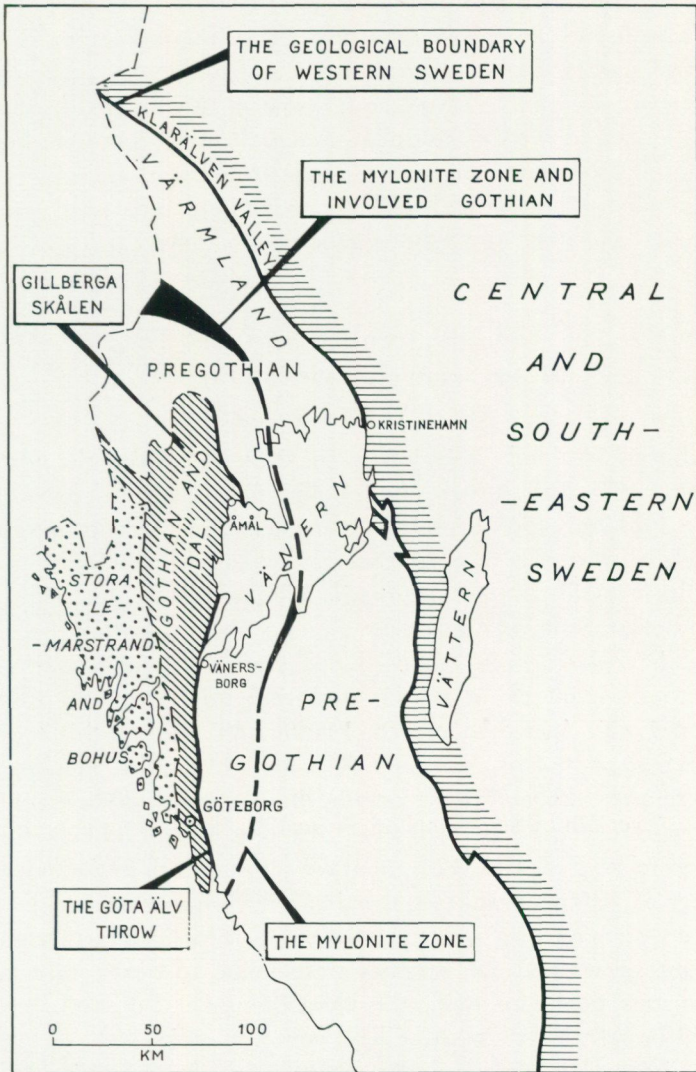 THE GEOLOGICAL BOUNDARY
OF WESTERN SWEDEN
KLARÄLVEN VALLEY
VÄRMLAND
THE MYLONITE ZONE AND
INVOLVED GOTHIAN
GILLBERGA
SKÅLEN
CENTRAL
AND
SOUTH-
-EASTERN
SWEDEN
PREGOTHIAN
KRISTINEHAMN
GOTHIAN AND
DAL
ÅMÅL
VÄNERN
STORA
LE-
-MARSTRAND
AND
BOHUS
VÄNERS-
BORG
VÄTTERN
PRE-
GOTHIAN
GÖTEBORG
THE GÖTA ÄLV
THROW
THE MYLONITE ZONE
0 50 100
KM